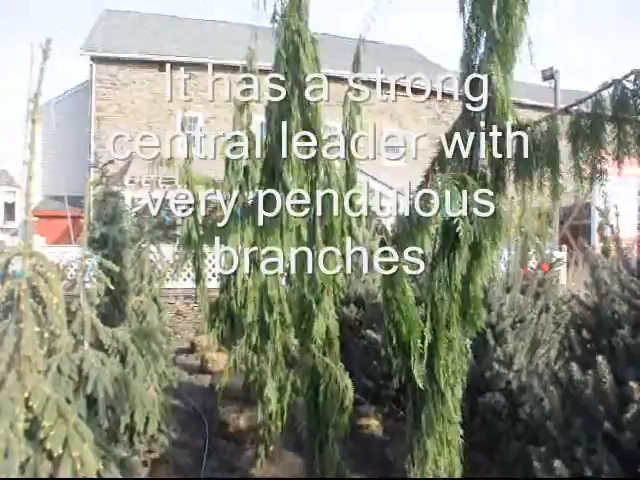 It has a strong
central leader with
very pendulous
branches